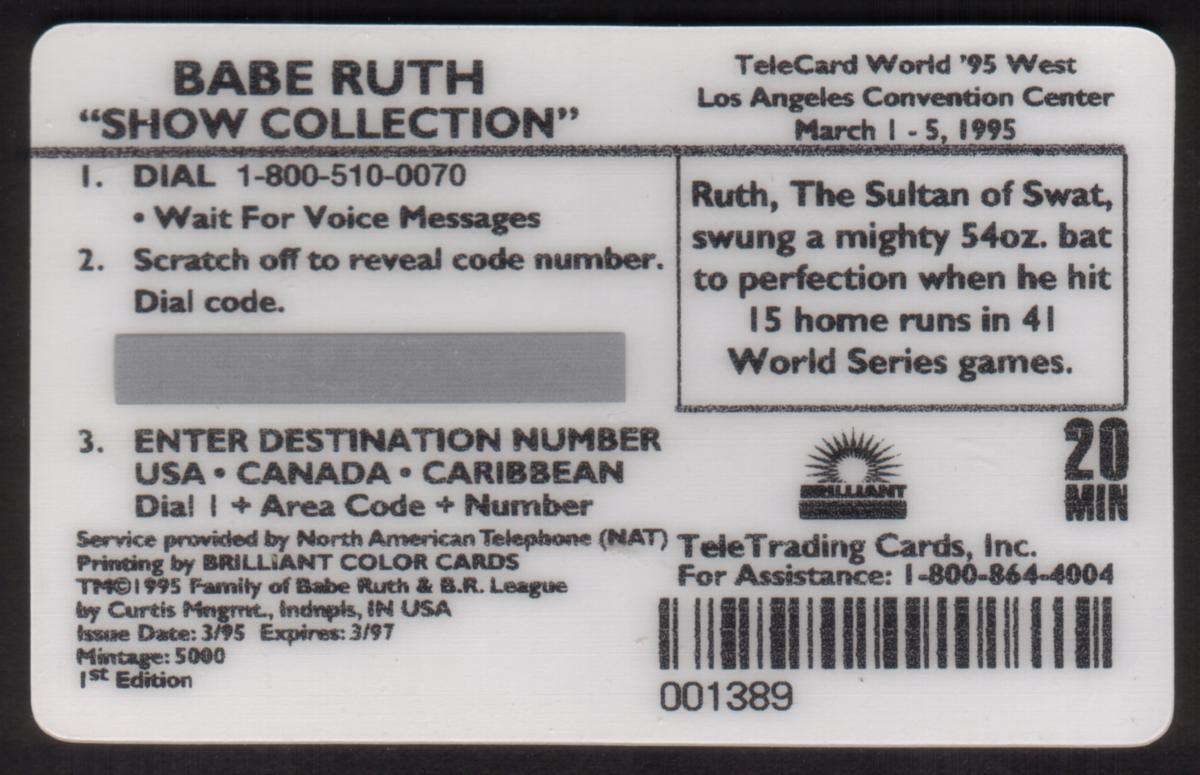 BABE RUTH
“SHOW COLLECTION”
TeleCard World '95 West
Los Angeles Convention Center
March 1 - 5, 1995
1. DIAL 1-800-510-0070
• Wait For Voice Messages
2. Scratch off to reveal code number.
Dial code.
Ruth, The Sultan of Swat,
swung a mighty 54oz. bat
to perfection when he hit
15 home runs in 41
World Series games.
3. ENTER DESTINATION NUMBER
USA • CANADA • CARIBBEAN
Dial 1 + Area Code + Number
BRILLIANT
20
MIN
Service provided by North American Telephone (NAT)
Printing by BRILLIANT COLOR CARDS
TM©1995 Family of Babe Ruth & B.R. League
by Curtis Mngmt., Indnpls, IN USA
Issue Date: 3/95 Expires: 3/97
Mintage: 5000
1st Edition
TeleTrading Cards, Inc.
For Assistance: 1-800-864-4004
001389